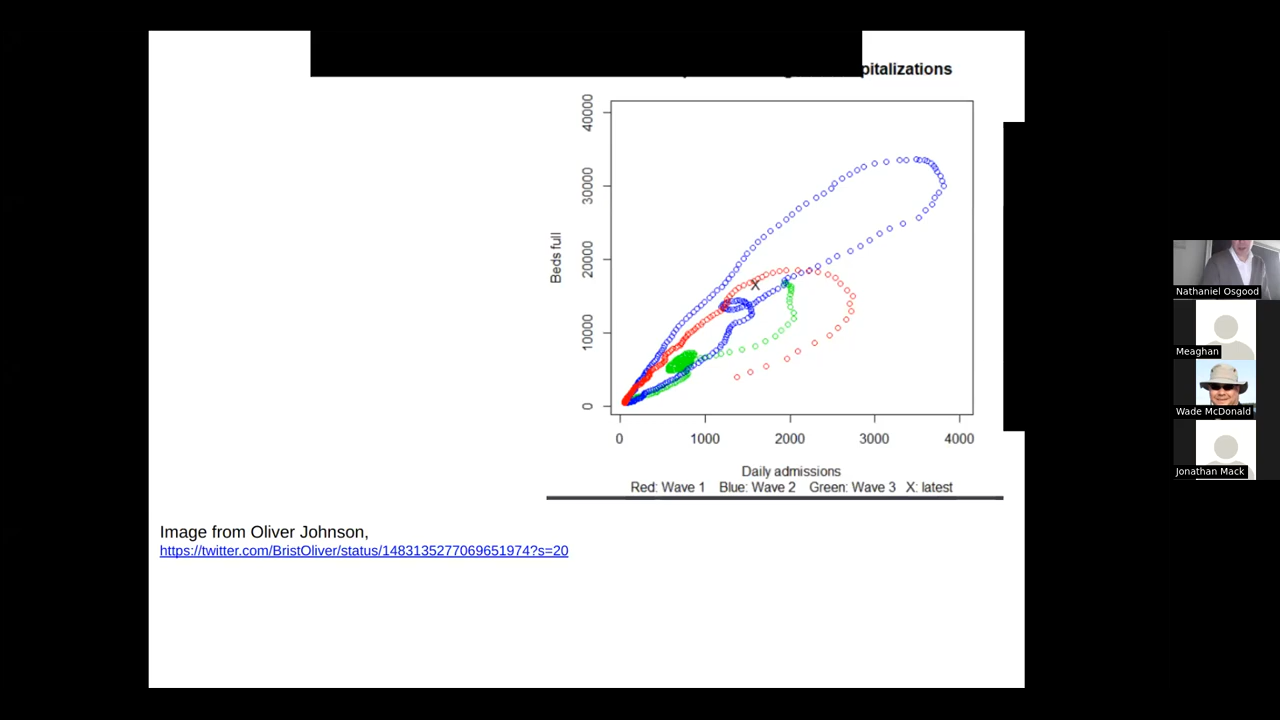 pitalizations
40000
30000
20000
10000
0
Beds full
0 1000 2000 3000 4000
Daily admissions
Red: Wave 1 Blue: Wave 2 Green: Wave 3 X: latest
X
Image from Oliver Johnson,
https://twitter.com/BristOliver/status/1483135277069651974?s=20
Nathaniel Osgood
Meaghan
Wade McDonald
Jonathan Mack